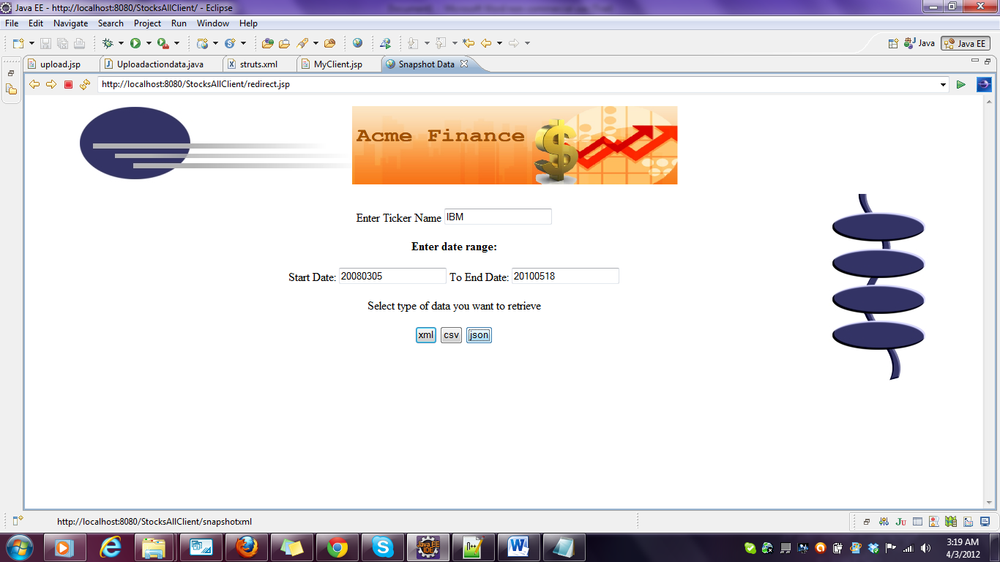 Java EE - http://localhost:8080/StocksAllClient/ - Eclipse
File Edit Navigate Search Project Run Window Help
Java Java EE
upload.jsp Uploadactiondata.java struts.xml MyClient.jsp Snapshot Data
http://localhost:8080/StocksAllClient/redirect.jsp
Acme Finance
Enter Ticker Name IBM
Enter date range:
Start Date: 20080305 To End Date: 20100518
Select type of data you want to retrieve
xml csv json
http://localhost:8080/StocksAllClient/snapshotxml
3:19 AM
4/3/2012